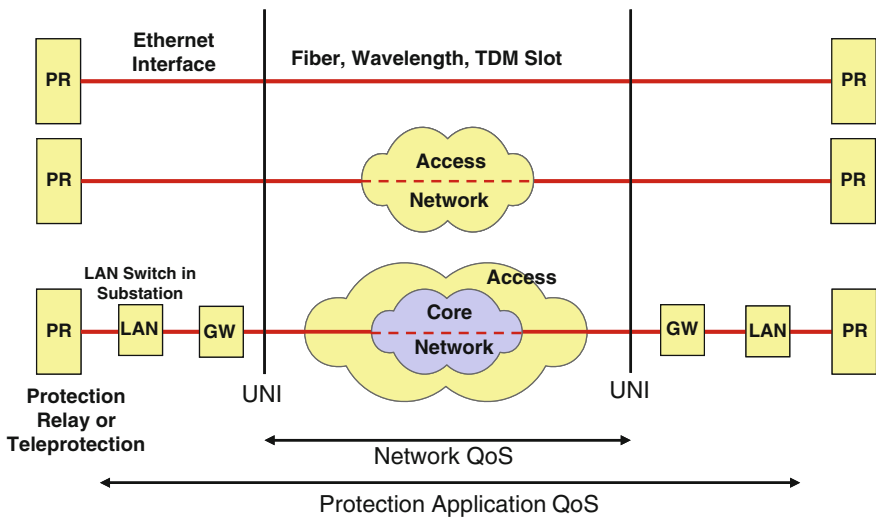 Ethernet
Interface
Fiber, Wavelength, TDM Slot
PR
PR
PR
Access
Network
PR
LAN Switch in
Substation
Access
PR
LAN
GW
Core
Network
GW
LAN
PR
UNI
UNI
Protection
Relay or
Teleprotection
Network QoS
Protection Application QoS